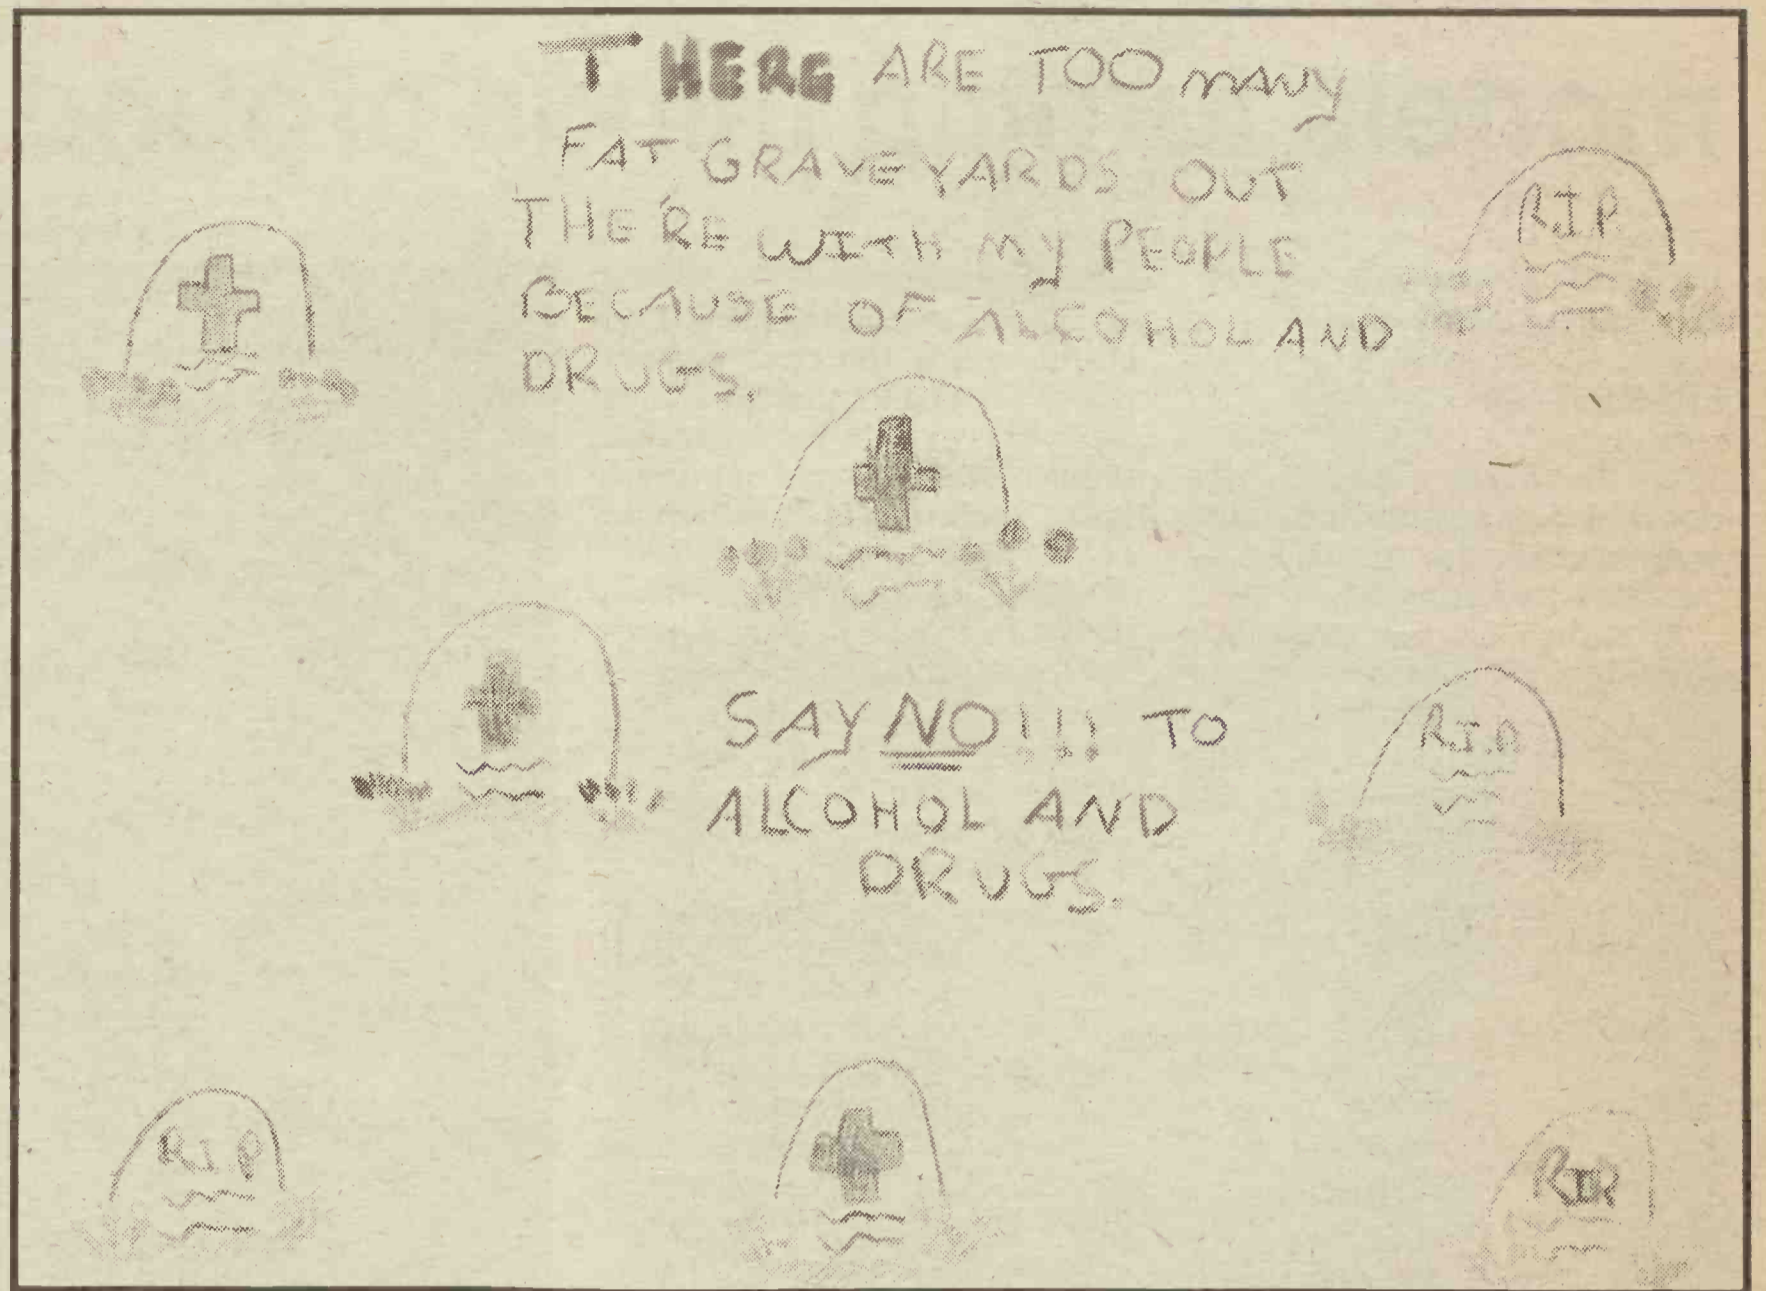 THERE ARE TOO MANY
FAT GRAVEYARDS OUT
THERE WITH MY PEOPLE
BECAUSE OF ALCOHOL AND
DRUGS.
R.I.P.
SAY NO!!! TO
ALCOHOL AND
DRUGS.
R.I.P
R.I.P
R.I.P